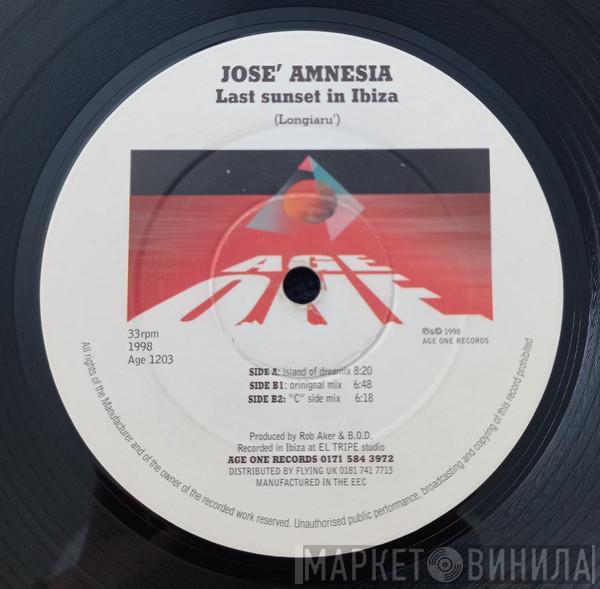 JOSE' AMNESIA
Last sunset in Ibiza
(Longiaru')
AGE
ONE
33rpm
1998
Age 1203
℗&© 1998
AGE ONE RECORDS
SIDE A: island of dreamix 8:20
SIDE B1: orinignal mix 6:48
SIDE B2: "C" side mix 6:18
Produced by Rob Aker & B.O.D.
Recorded in Ibiza at EL TRIPE studio
AGE ONE RECORDS 0171 584 3972
DISTRIBUTED BY FLYING UK 0181 741 7713
MANUFACTURED IN THE EEC
All rights of the Manufacturer and of the owner of the recorded work reserved. Unauthorised public performance, broadcasting and copying of this record prohibited
МАРКЕТ ВИНИЛА